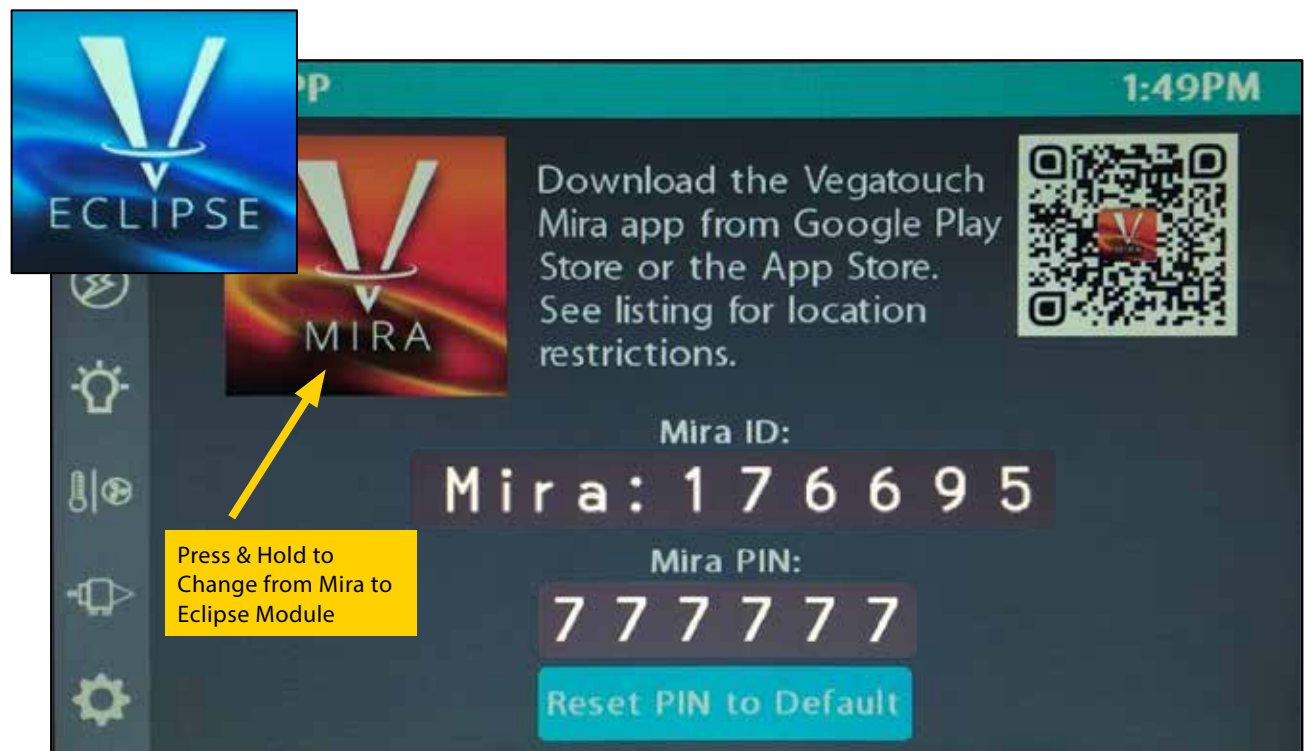 ECLIPSE
PP
1:49PM
MIRA
Download the Vegatouch
Mira app from Google Play
Store or the App Store.
See listing for location
restrictions.
Mira ID:
Mira: 176695
Press & Hold to
Change from Mira to
Eclipse Module
Mira PIN:
777777
Reset PIN to Default